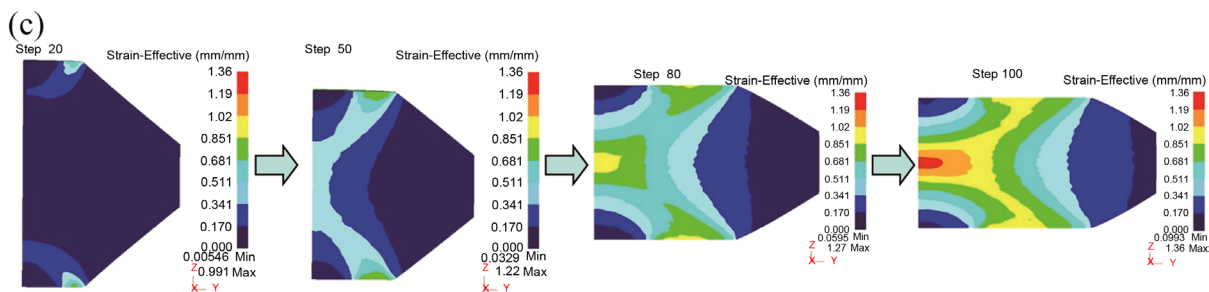 (c)
Step 20
Strain-Effective (mm/mm)
1.36
1.19
1.02
0.851
0.681
0.511
0.341
0.170
0.000
0.00546 Min
0.991 Max
Z
X Y
Step 50
Strain-Effective (mm/mm)
1.36
1.19
1.02
0.851
0.681
0.511
0.341
0.170
0.000
0.0329 Min
1.22 Max
Z
X Y
Step 80
Strain-Effective (mm/mm)
1.36
1.19
1.02
0.851
0.681
0.511
0.341
0.170
0.000
0.0595 Min
1.27 Max
Z
X Y
Step 100
Strain-Effective (mm/mm)
1.36
1.19
1.02
0.851
0.681
0.511
0.341
0.170
0.000
0.0993 Min
1.36 Max
Z
X Y